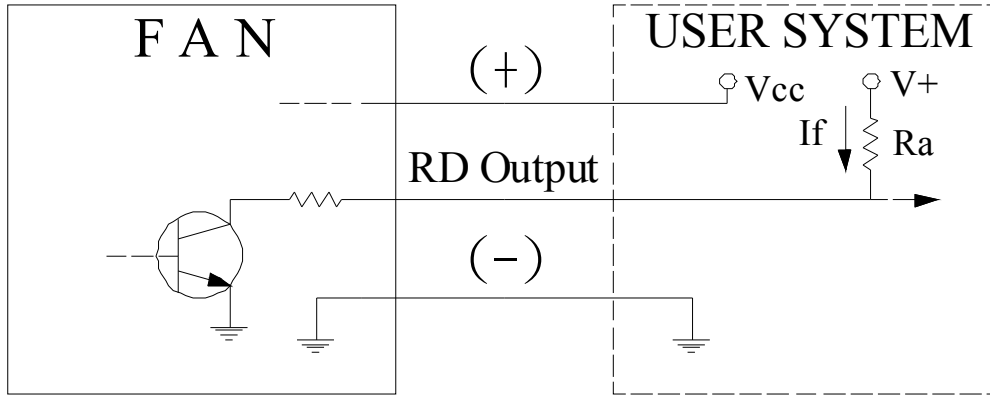 F A N
USER SYSTEM
(+)
Vcc
V+
If
Ra
RD Output
(-)